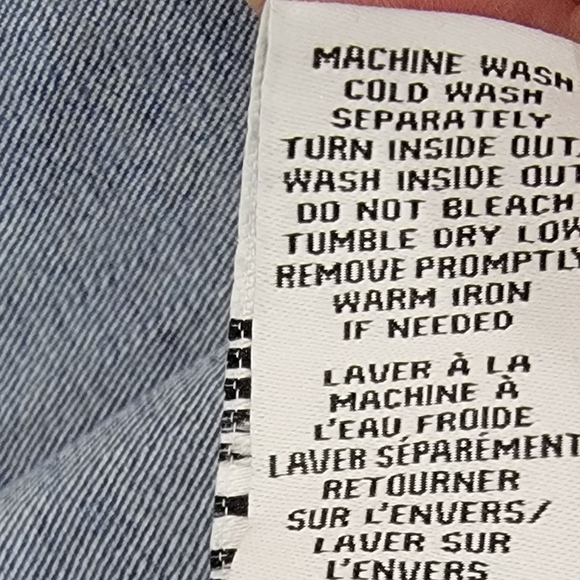 MACHINE WASH
COLD WASH
SEPARATELY
TURN INSIDE OUT.
WASH INSIDE OUT
DO NOT BLEACH
TUMBLE DRY LOW
REMOVE PROMPTLY
WARM IRON
IF NEEDED
LAVER À LA
MACHINE À
L'EAU FROIDE
LAVER SÉPARÉMENT
RETOURNER
SUR L'ENVERS/
LAVER SUR
L'ENVERS